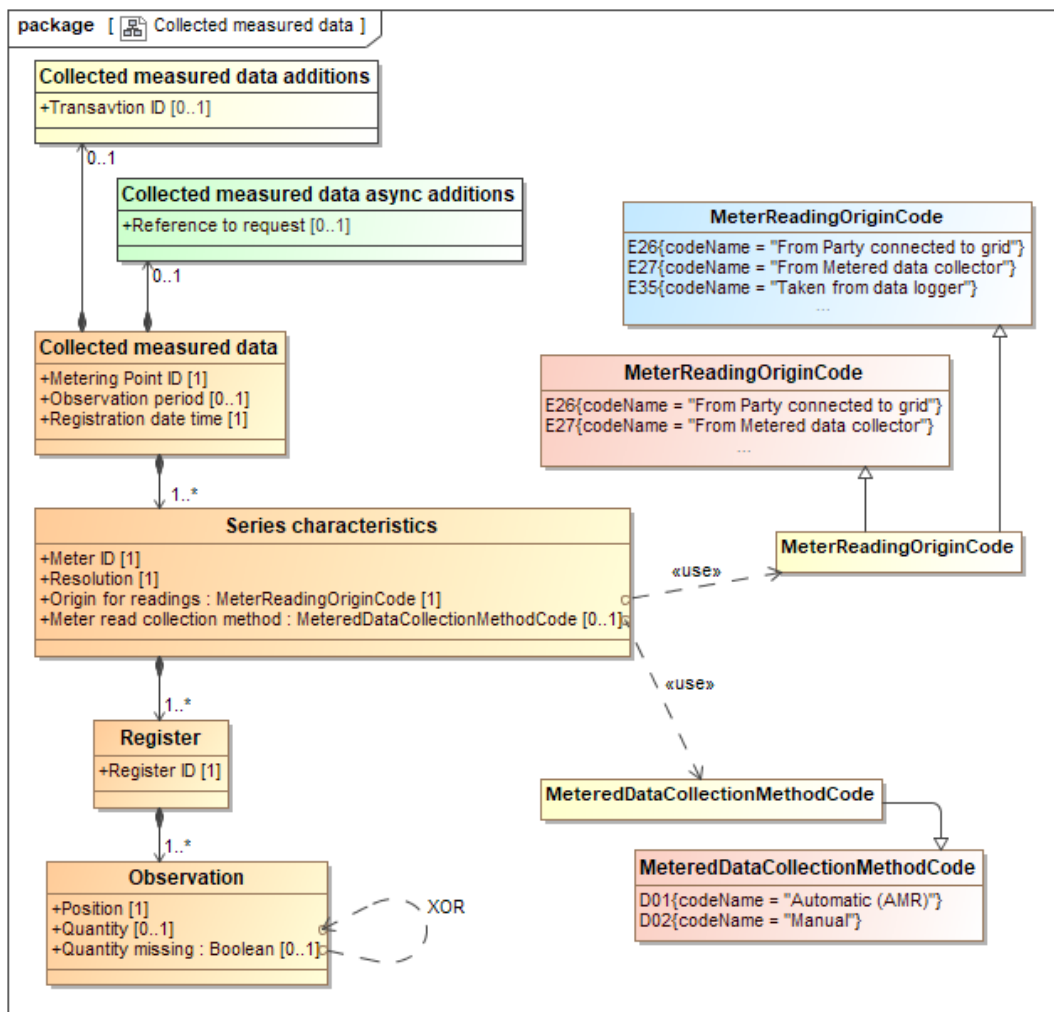 package [ Collected measured data ]
Collected measured data additions
+Transavtion ID [0..1]
0..1
Collected measured data async additions
+Reference to request [0..1]
0..1
Collected measured data
+Metering Point ID [1]
+Observation period [0..1]
+Registration date time [1]
1..*
Series characteristics
+Meter ID [1]
+Resolution [1]
+Origin for readings : MeterReadingOriginCode [1]
+Meter read collection method : MeteredDataCollectionMethodCode [0..1]
1..*
Register
+Register ID [1]
1..*
Observation
+Position [1]
+Quantity [0..1]
+Quantity missing : Boolean [0..1]
XOR
MeterReadingOriginCode
E26{codeName = "From Party connected to grid"}
E27{codeName = "From Metered data collector"}
E35{codeName = "Taken from data logger"}
...
MeterReadingOriginCode
E26{codeName = "From Party connected to grid"}
E27{codeName = "From Metered data collector"}
...
MeterReadingOriginCode
«use»
«use»
MeteredDataCollectionMethodCode
MeteredDataCollectionMethodCode
D01{codeName = "Automatic (AMR)"}
D02{codeName = "Manual"}